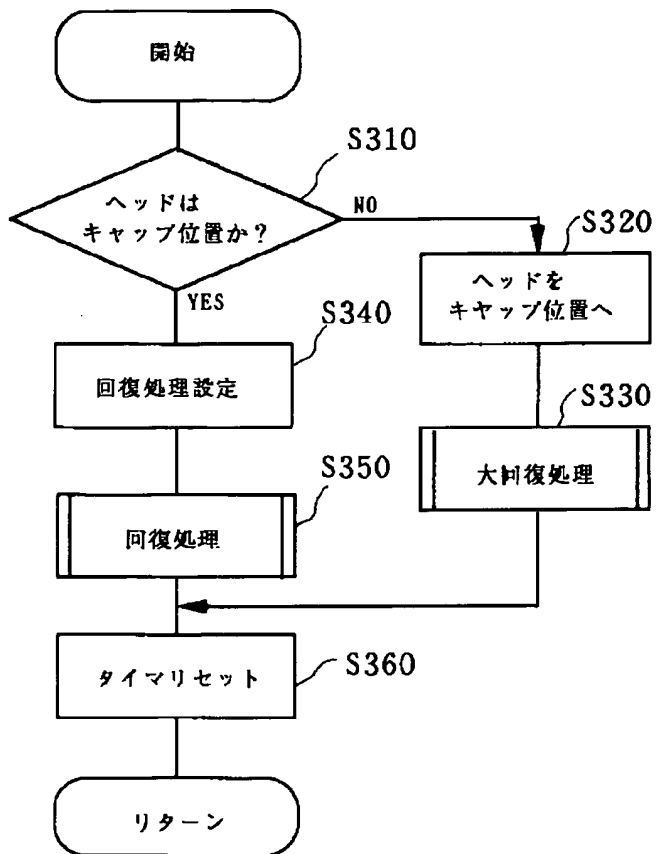 開始
S310
ヘッドは
キャップ位置か？
NO
YES
S320
ヘッドを
キヤップ位置へ
S340
回復処理設定
S330
大回復処理
S350
回復処理
S360
タイマリセット
リターン